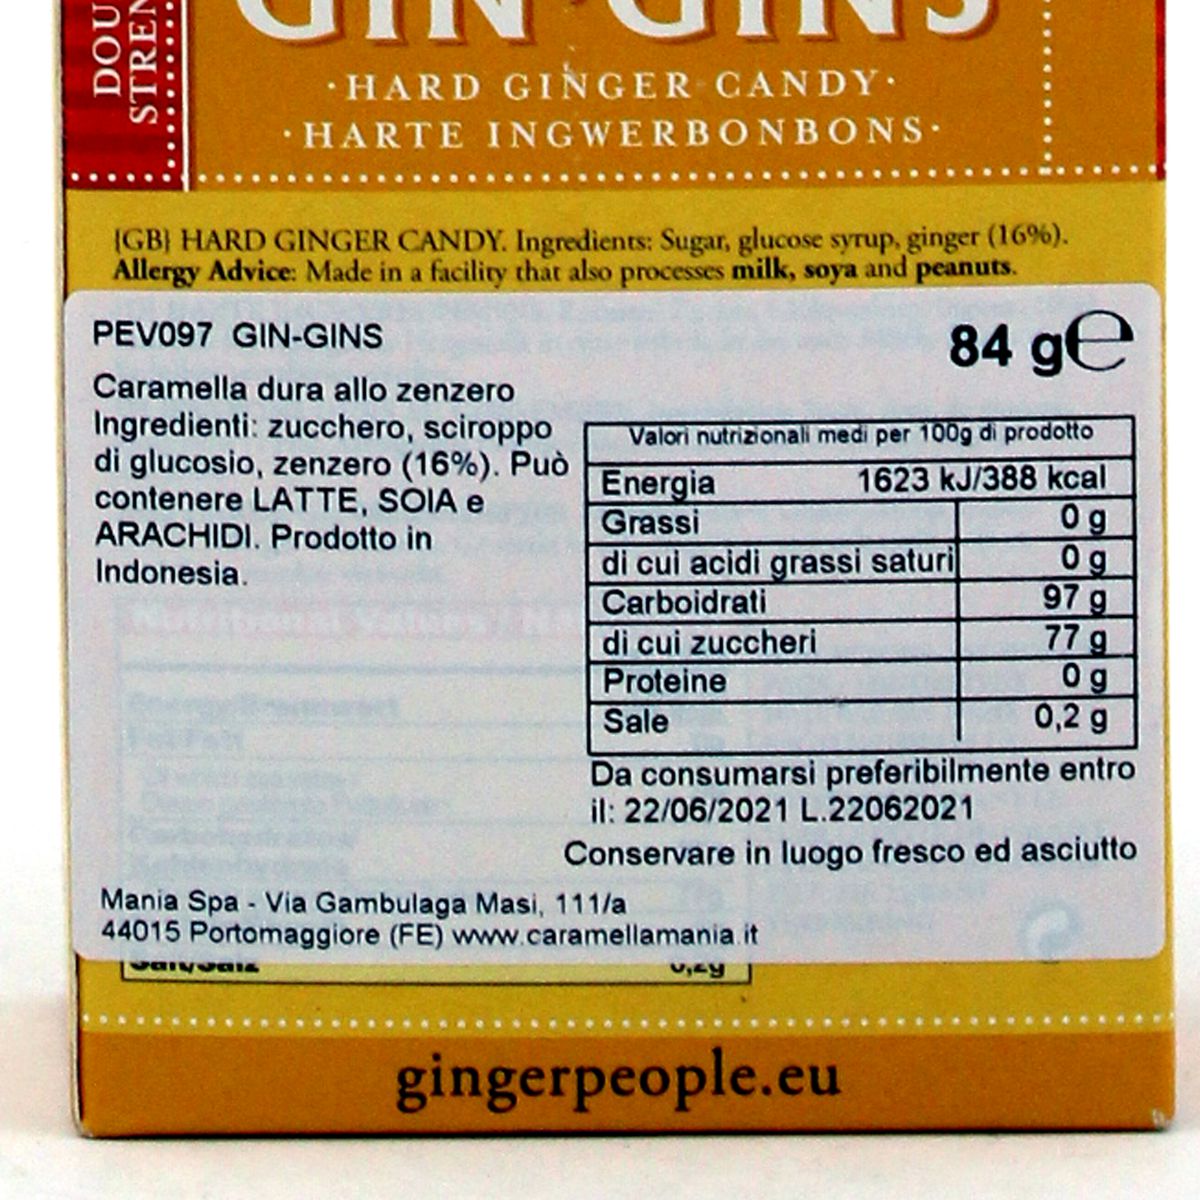 DOU
STREN
GIN GINS
·HARD GINGER CANDY·
·HARTE INGWERBONBONS·
[GB] HARD GINGER CANDY. Ingredients: Sugar, glucose syrup, ginger (16%).
Allergy Advice: Made in a facility that also processes milk, soya and peanuts.
PEV097 GIN-GINS
84 g℮
Caramella dura allo zenzero
Ingredienti: zucchero, sciroppo
di glucosio, zenzero (16%). Può
contenere LATTE, SOIA e
ARACHIDI. Prodotto in
Indonesia.
Valori nutrizionali medi per 100g di prodotto
Energia 1623 kJ/388 kcal
Grassi 0 g
di cui acidi grassi saturi 0 g
Carboidrati 97 g
di cui zuccheri 77 g
Proteine 0 g
Sale 0,2 g
Da consumarsi preferibilmente entro
il: 22/06/2021 L.22062021
Conservare in luogo fresco ed asciutto
Mania Spa - Via Gambulaga Masi, 111/a
44015 Portomaggiore (FE) www.caramellamania.it
Salt/Salz 0,2g
gingerpeople.eu